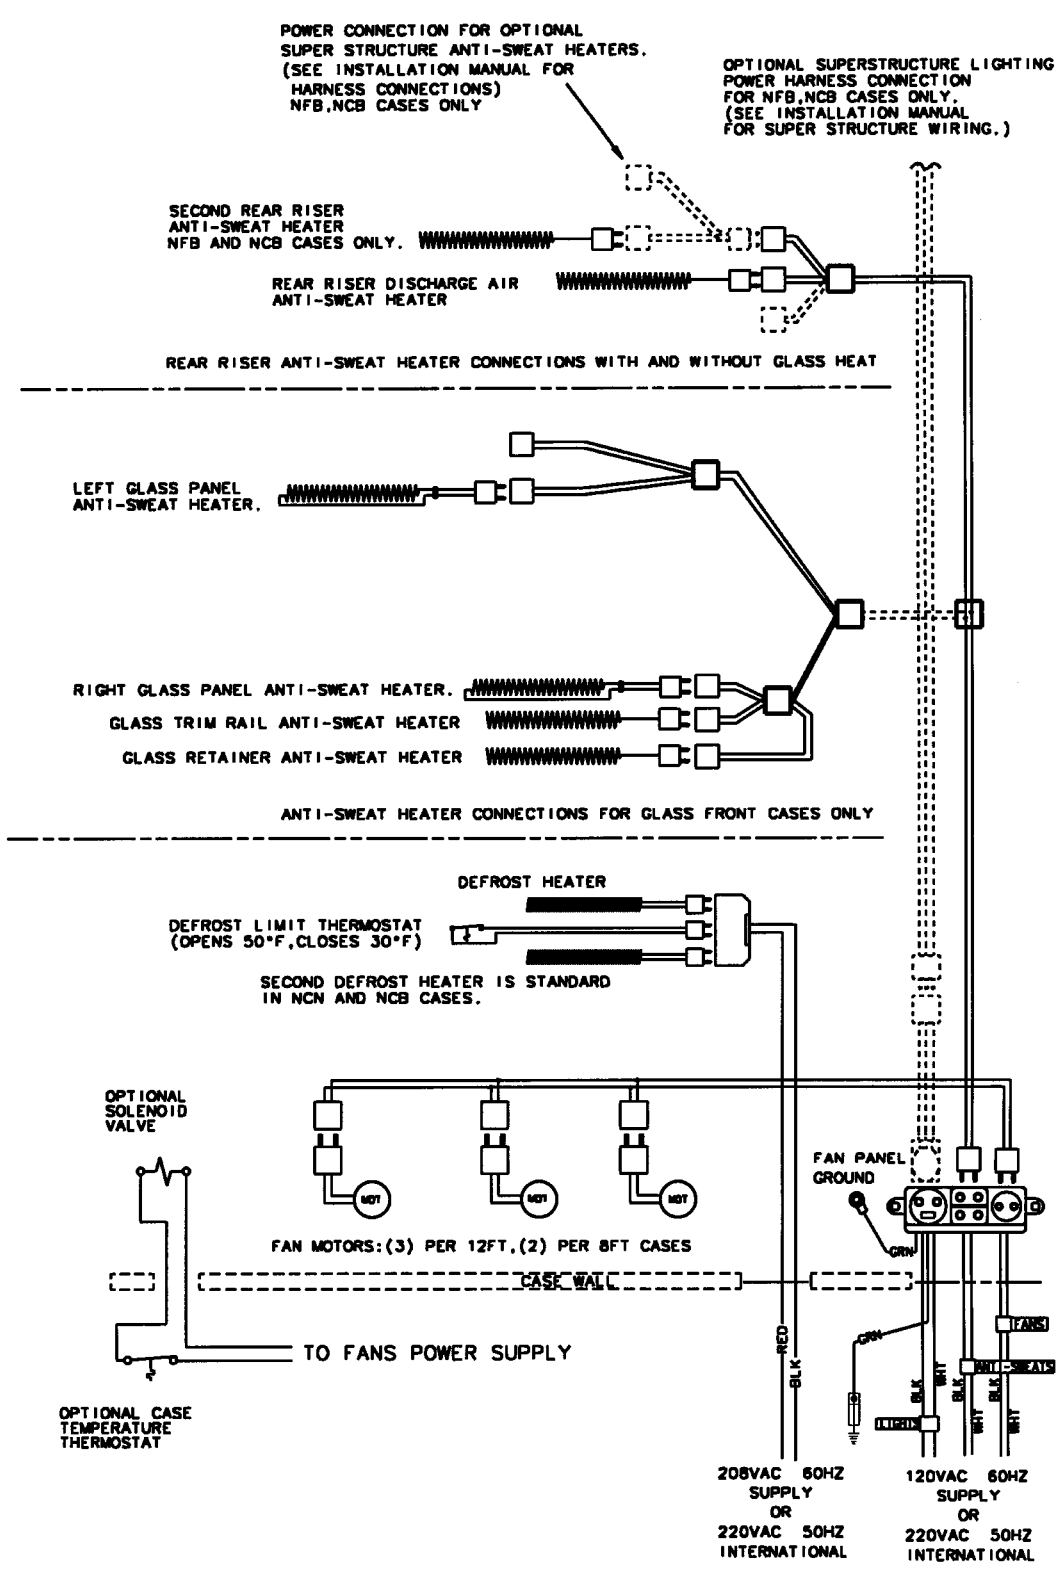 POWER CONNECTION FOR OPTIONAL
SUPER STRUCTURE ANTI-SWEAT HEATERS.
(SEE INSTALLATION MANUAL FOR
HARNESS CONNECTIONS)
NFB,NCB CASES ONLY
OPTIONAL SUPERSTRUCTURE LIGHTING
POWER HARNESS CONNECTION
FOR NFB,NCB CASES ONLY.
(SEE INSTALLATION MANUAL
FOR SUPER STRUCTURE WIRING.)
SECOND REAR RISER
ANTI-SWEAT HEATER
NFB AND NCB CASES ONLY.
REAR RISER DISCHARGE AIR
ANTI-SWEAT HEATER
REAR RISER ANTI-SWEAT HEATER CONNECTIONS WITH AND WITHOUT GLASS HEAT
LEFT GLASS PANEL
ANTI-SWEAT HEATER.
RIGHT GLASS PANEL ANTI-SWEAT HEATER.
GLASS TRIM RAIL ANTI-SWEAT HEATER
GLASS RETAINER ANTI-SWEAT HEATER
ANTI-SWEAT HEATER CONNECTIONS FOR GLASS FRONT CASES ONLY
DEFROST HEATER
DEFROST LIMIT THERMOSTAT
(OPENS 50°F,CLOSES 30°F)
SECOND DEFROST HEATER IS STANDARD
IN NCN AND NCB CASES.
OPTIONAL
SOLENOID
VALVE
FAN PANEL
GROUND
MOT
MOT
MOT
FAN MOTORS:(3) PER 12FT,(2) PER 8FT CASES
GRN
CASE WALL
FANS
RED
GRN
TO FANS POWER SUPPLY
ANTI-SWEATS
BLK
BLK
WHT
BLK
BLK
WHT
WHT
LIGHTS
OPTIONAL CASE
TEMPERATURE
THERMOSTAT
208VAC 60HZ
SUPPLY
OR
220VAC 50HZ
INTERNATIONAL
120VAC 60HZ
SUPPLY
OR
220VAC 50HZ
INTERNATIONAL